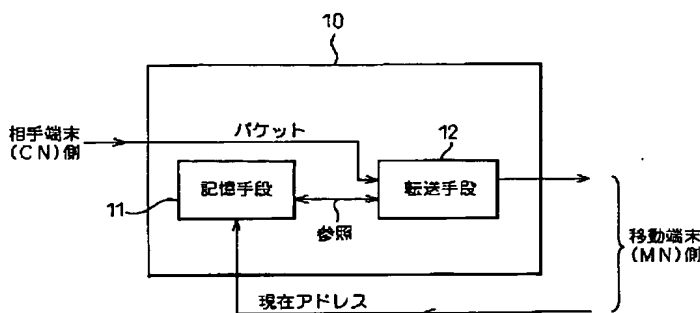 10
相手端末
(CN)側
パケット
12
記憶手段
転送手段
11
参照
移動端末
(MN)側
現在アドレス